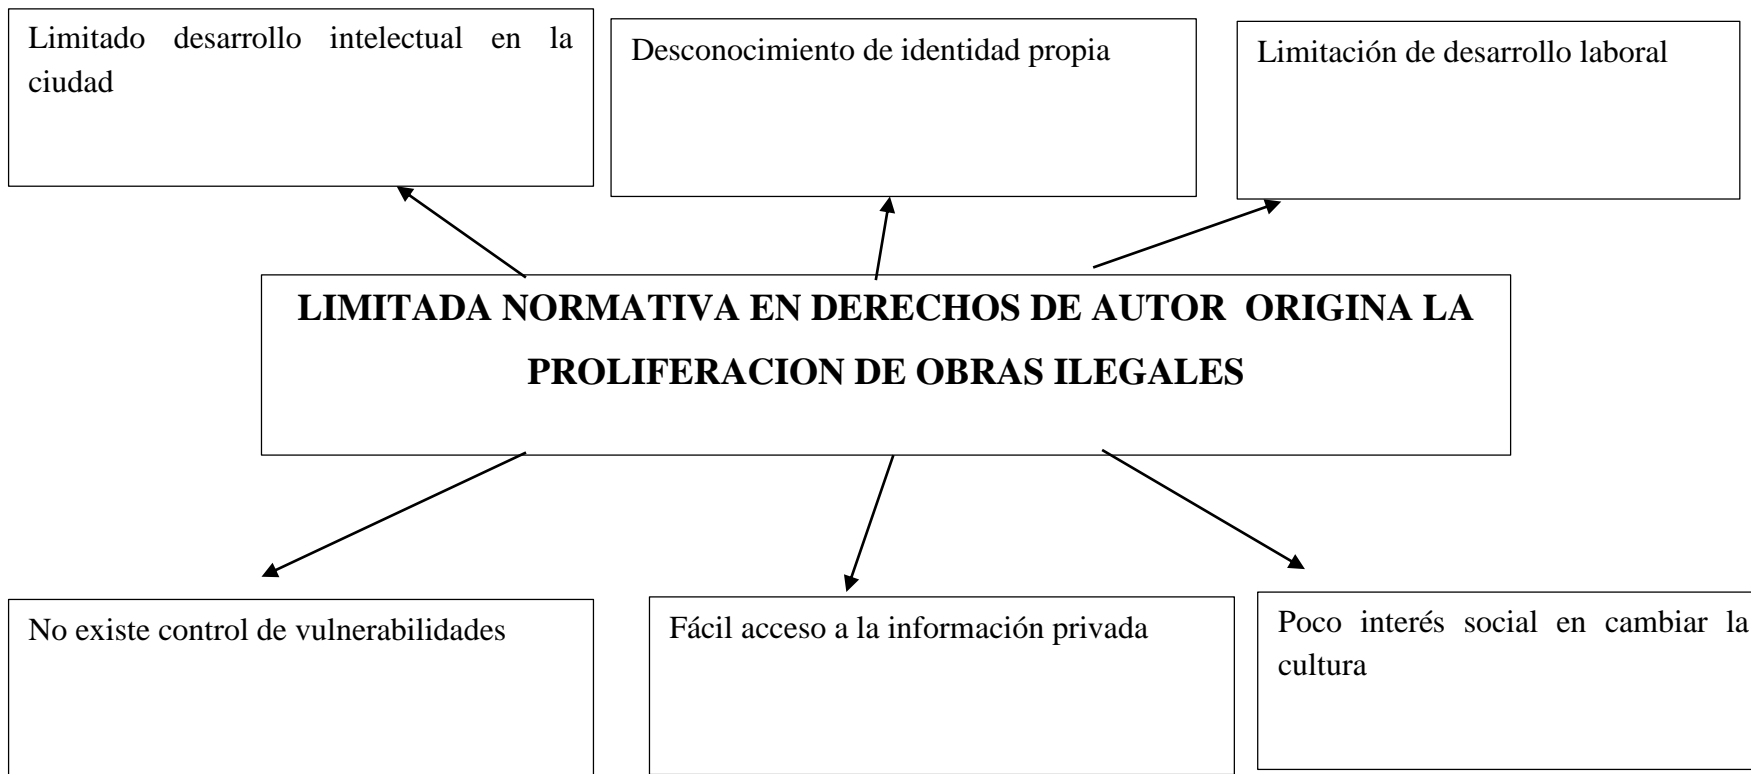 Limitado desarrollo intelectual en la
ciudad
Desconocimiento de identidad propia
Limitación de desarrollo laboral
LIMITADA NORMATIVA EN DERECHOS DE AUTOR ORIGINA LA
PROLIFERACION DE OBRAS ILEGALES
No existe control de vulnerabilidades
Fácil acceso a la información privada
Poco interés social en cambiar la
cultura